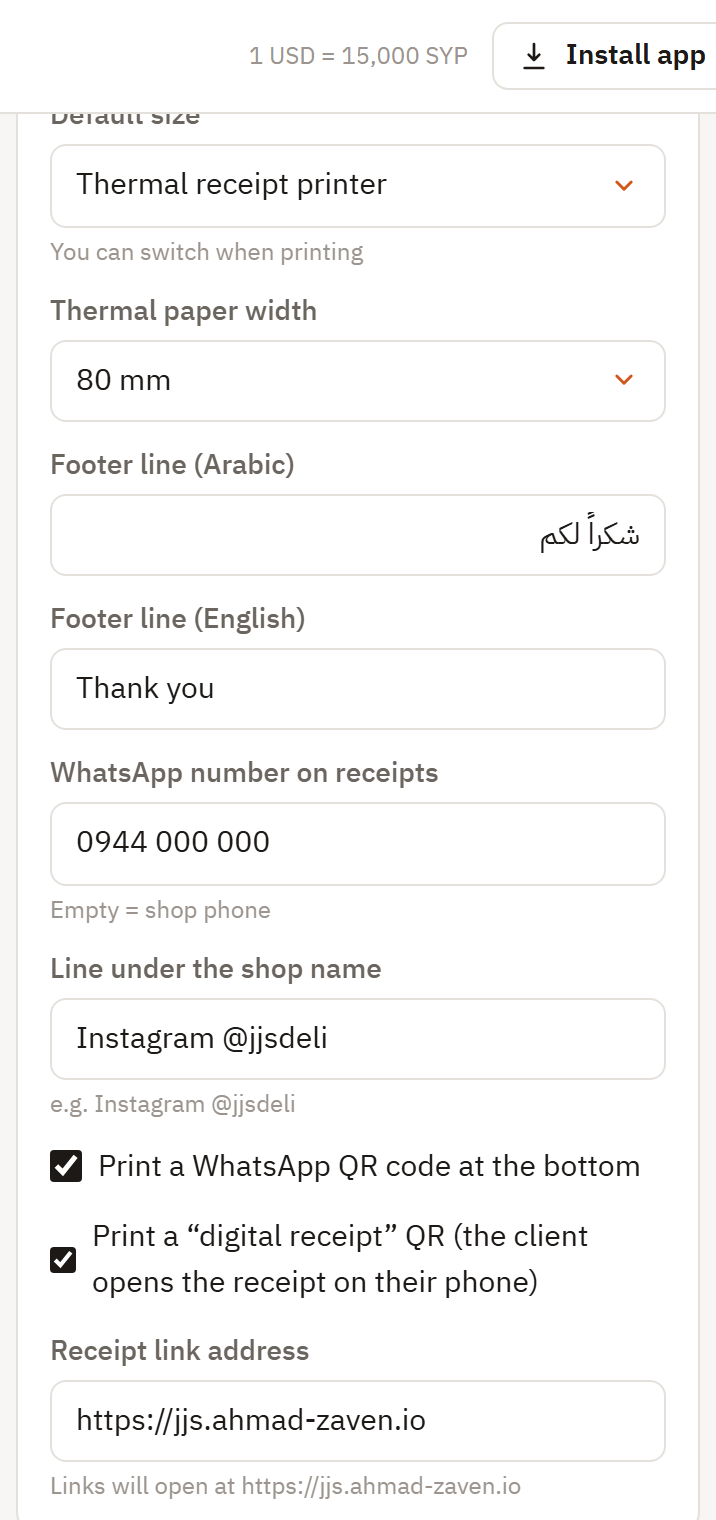 1 USD = 15,000 SYP
Install app
Default size
Thermal receipt printer
You can switch when printing
Thermal paper width
80 mm
Footer line (Arabic)
شكراً لكم
Footer line (English)
Thank you
WhatsApp number on receipts
0944 000 000
Empty = shop phone
Line under the shop name
Instagram @jjsdeli
e.g. Instagram @jjsdeli
Print a WhatsApp QR code at the bottom
Print a “digital receipt” QR (the client
opens the receipt on their phone)
Receipt link address
https://jjs.ahmad-zaven.io
Links will open at https://jjs.ahmad-zaven.io